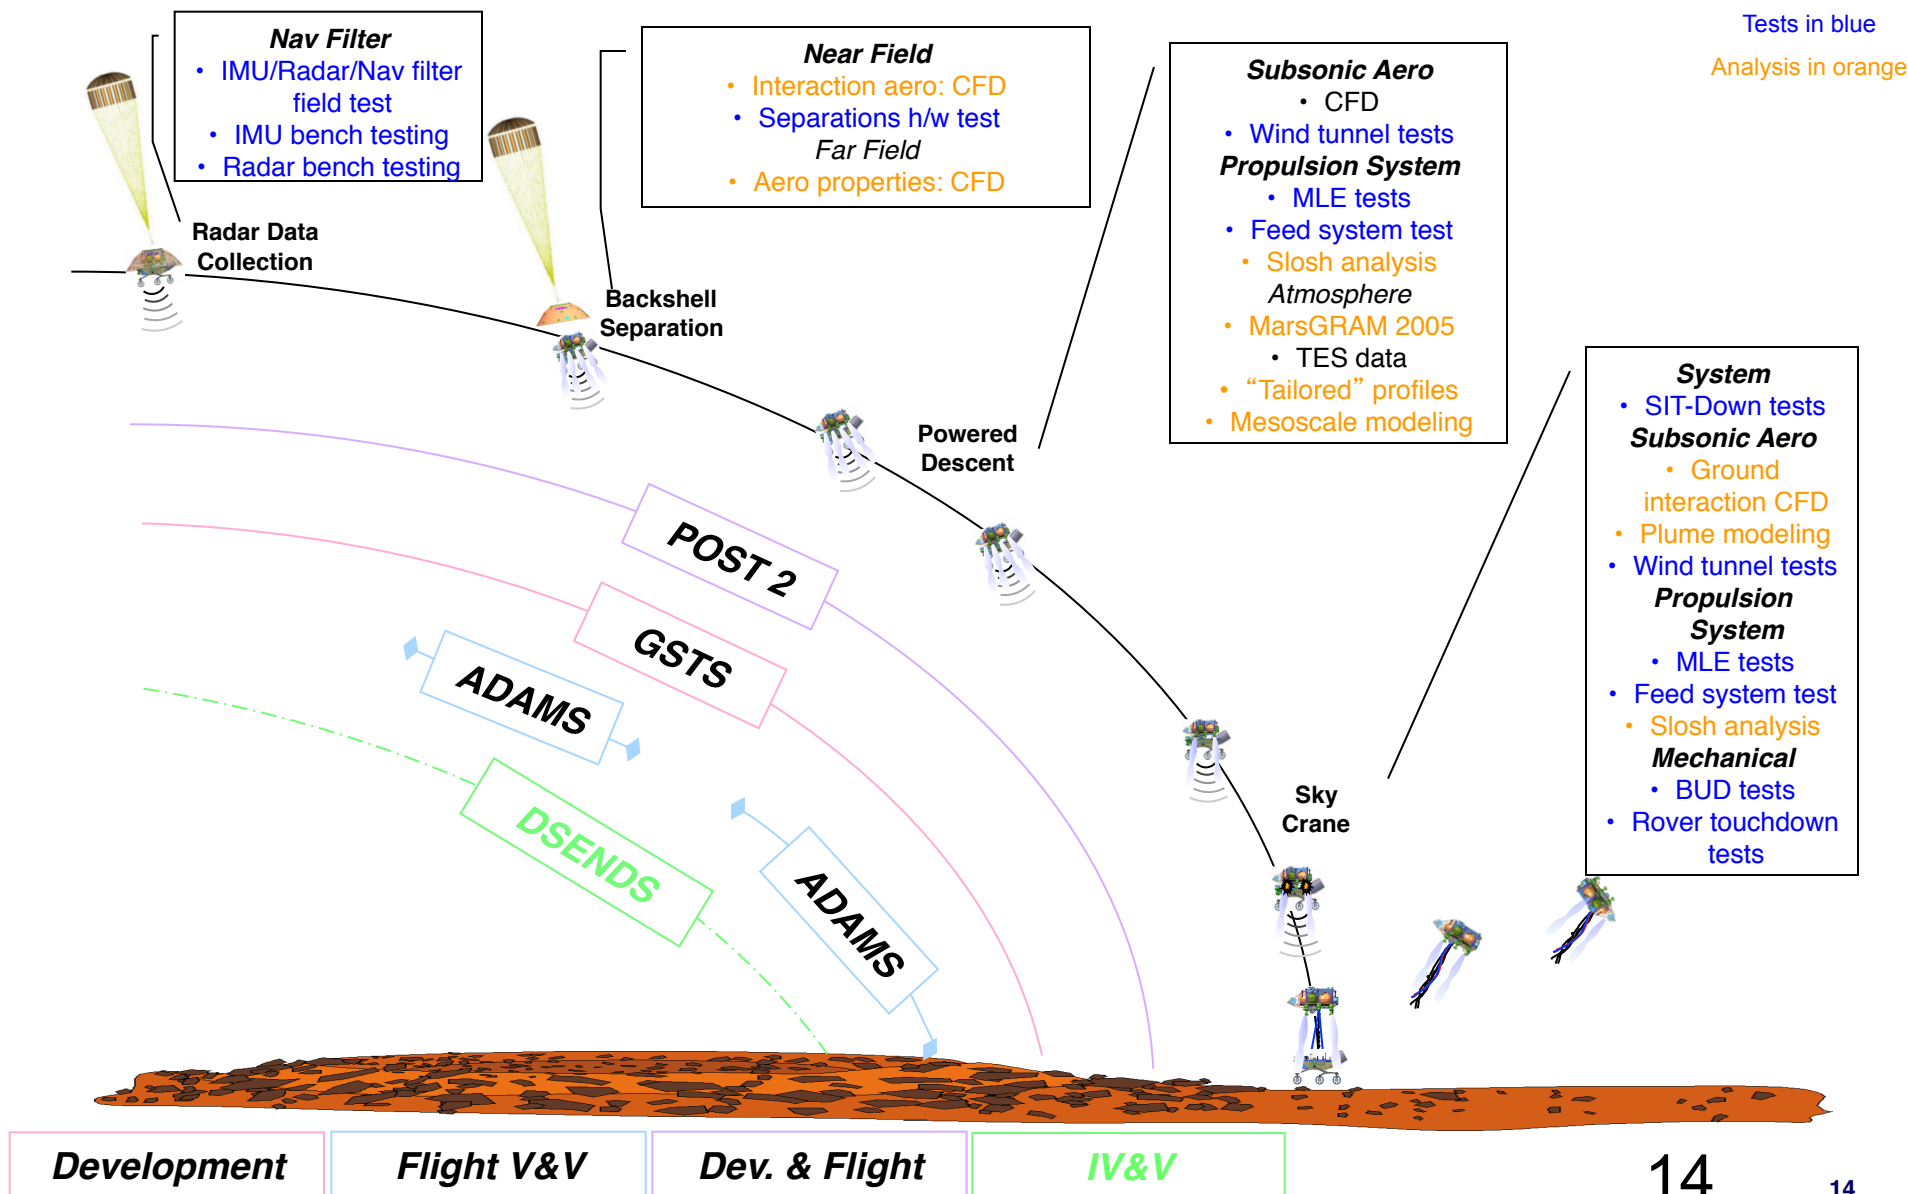 Tests in blue
Analysis in orange
Nav Filter
• IMU/Radar/Nav filter
field test
• IMU bench testing
• Radar bench testing
Near Field
• Interaction aero: CFD
• Separations h/w test
Far Field
• Aero properties: CFD
Subsonic Aero
• CFD
• Wind tunnel tests
Propulsion System
• MLE tests
• Feed system test
• Slosh analysis
Atmosphere
• MarsGRAM 2005
• TES data
• “Tailored” profiles
• Mesoscale modeling
System
• SIT-Down tests
Subsonic Aero
• Ground
interaction CFD
• Plume modeling
• Wind tunnel tests
Propulsion
System
• MLE tests
• Feed system test
• Slosh analysis
Mechanical
• BUD tests
• Rover touchdown
tests
Radar Data
Collection
Backshell
Separation
Powered
Descent
Sky
Crane
POST 2
GSTS
ADAMS
DSENDS
ADAMS
Development
Flight V&V
Dev. & Flight
IV&V
14
14